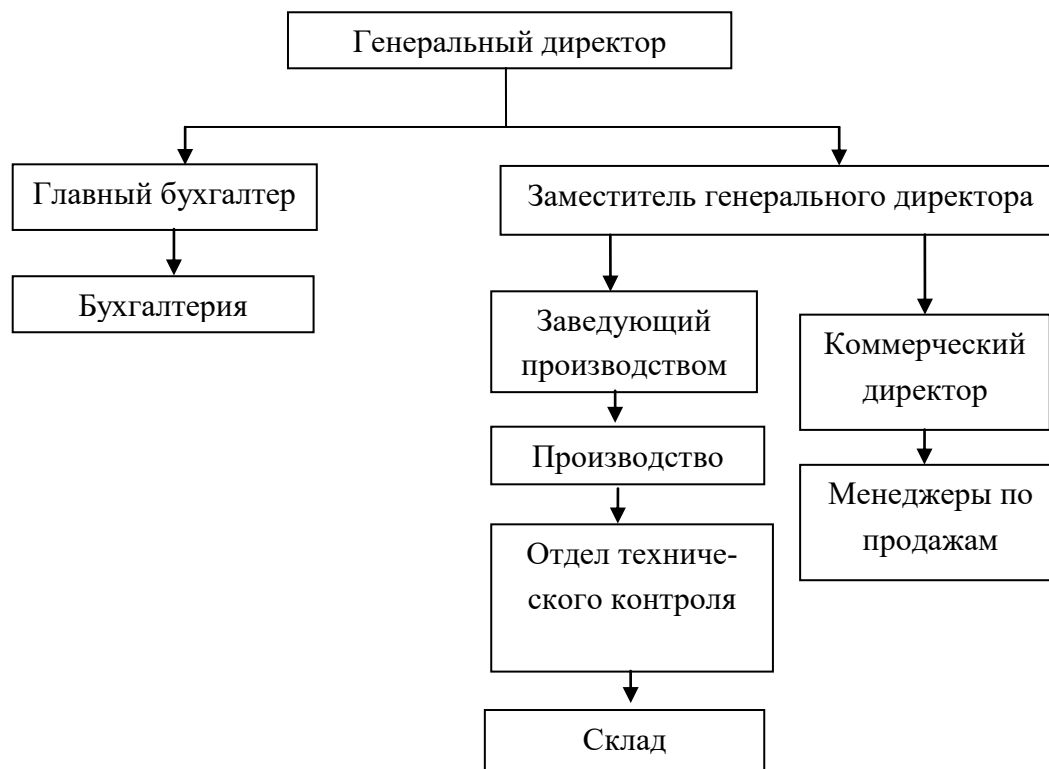 Генеральный директор
Главный бухгалтер
Заместитель генерального директора
Бухгалтерия
Заведующий
производством
Коммерческий
директор
Производство
Менеджеры по
продажам
Отдел техниче-
ского контроля
Склад